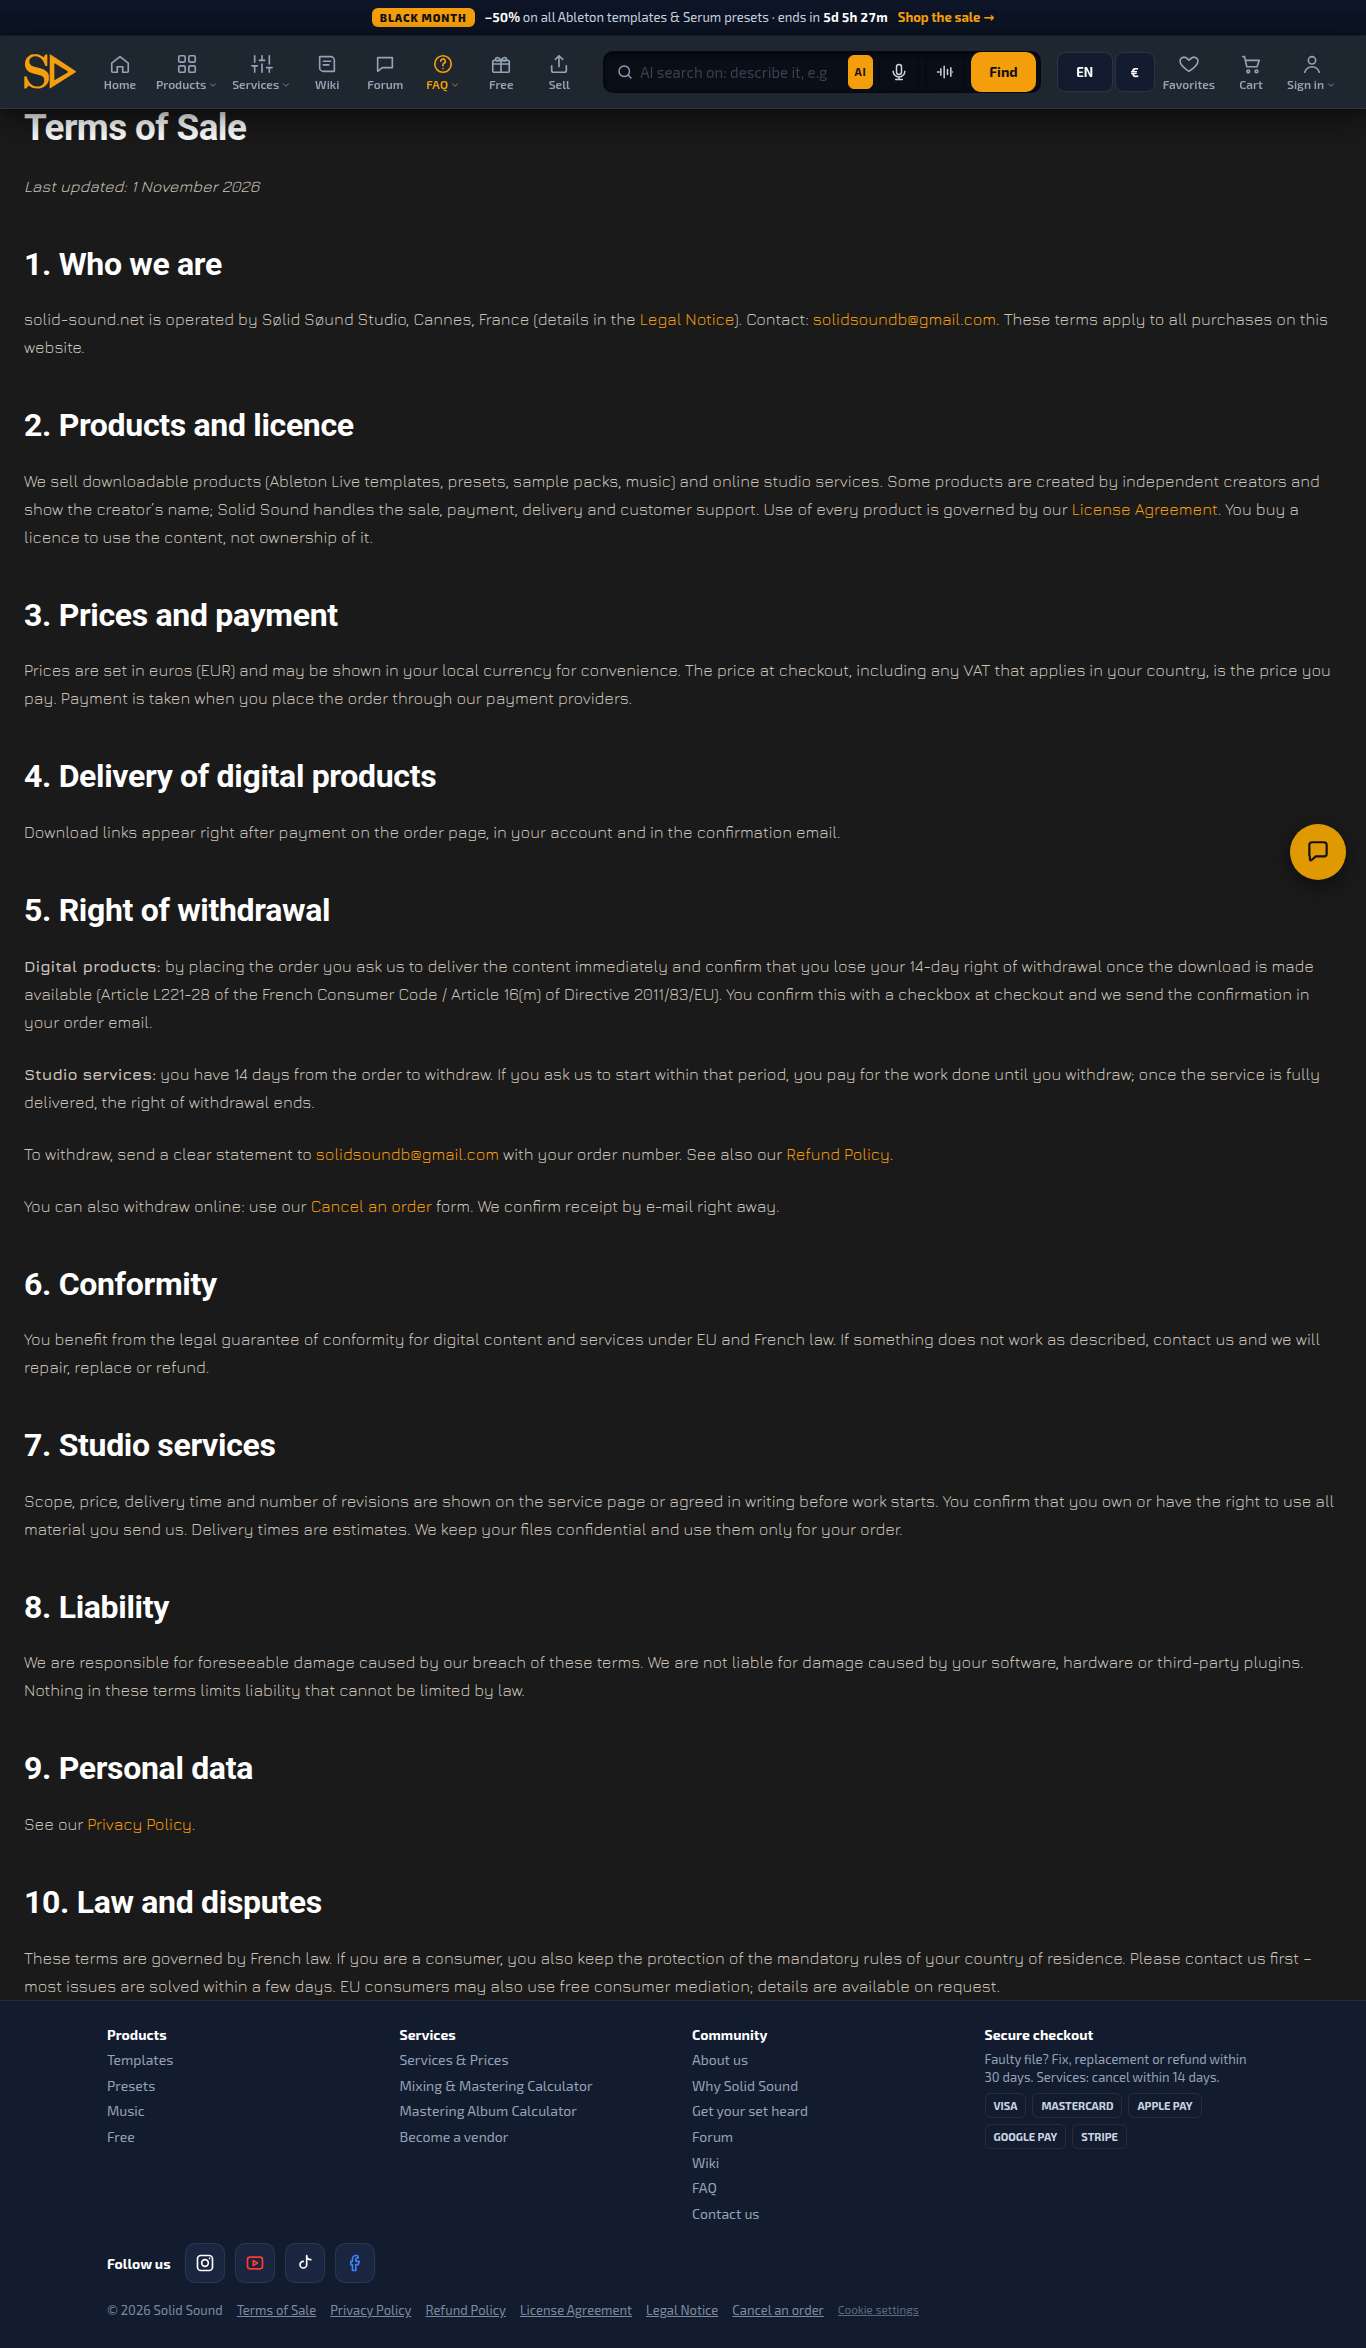 BLACK MONTH −50% on all Ableton templates & Serum presets · ends in 5d 5h 27m Shop the sale →
SD Home Products Services Wiki Forum FAQ Free Sell AI search on: describe it, e.g AI Find EN € Favorites Cart Sign in
Terms of Sale
Last updated: 1 November 2026
1. Who we are
solid-sound.net is operated by Sølid Søund Studio, Cannes, France (details in the Legal Notice). Contact: solidsoundb@gmail.com. These terms apply to all purchases on this
website.
2. Products and licence
We sell downloadable products (Ableton Live templates, presets, sample packs, music) and online studio services. Some products are created by independent creators and
show the creator's name; Solid Sound handles the sale, payment, delivery and customer support. Use of every product is governed by our License Agreement. You buy a
licence to use the content, not ownership of it.
3. Prices and payment
Prices are set in euros (EUR) and may be shown in your local currency for convenience. The price at checkout, including any VAT that applies in your country, is the price you
pay. Payment is taken when you place the order through our payment providers.
4. Delivery of digital products
Download links appear right after payment on the order page, in your account and in the confirmation email.
5. Right of withdrawal
Digital products: by placing the order you ask us to deliver the content immediately and confirm that you lose your 14-day right of withdrawal once the download is made
available (Article L221-28 of the French Consumer Code / Article 16(m) of Directive 2011/83/EU). You confirm this with a checkbox at checkout and we send the confirmation in
your order email.
Studio services: you have 14 days from the order to withdraw. If you ask us to start within that period, you pay for the work done until you withdraw; once the service is fully
delivered, the right of withdrawal ends.
To withdraw, send a clear statement to solidsoundb@gmail.com with your order number. See also our Refund Policy.
You can also withdraw online: use our Cancel an order form. We confirm receipt by e-mail right away.
6. Conformity
You benefit from the legal guarantee of conformity for digital content and services under EU and French law. If something does not work as described, contact us and we will
repair, replace or refund.
7. Studio services
Scope, price, delivery time and number of revisions are shown on the service page or agreed in writing before work starts. You confirm that you own or have the right to use all
material you send us. Delivery times are estimates. We keep your files confidential and use them only for your order.
8. Liability
We are responsible for foreseeable damage caused by our breach of these terms. We are not liable for damage caused by your software, hardware or third-party plugins.
Nothing in these terms limits liability that cannot be limited by law.
9. Personal data
See our Privacy Policy.
10. Law and disputes
These terms are governed by French law. If you are a consumer, you also keep the protection of the mandatory rules of your country of residence. Please contact us first –
most issues are solved within a few days. EU consumers may also use free consumer mediation; details are available on request.
Products
Templates
Presets
Music
Free
Services
Services & Prices
Mixing & Mastering Calculator
Mastering Album Calculator
Become a vendor
Community
About us
Why Solid Sound
Get your set heard
Forum
Wiki
FAQ
Contact us
Secure checkout
Faulty file? Fix, replacement or refund within
30 days. Services: cancel within 14 days.
VISA MASTERCARD APPLE PAY
GOOGLE PAY STRIPE
Follow us
© 2026 Solid Sound Terms of Sale Privacy Policy Refund Policy License Agreement Legal Notice Cancel an order Cookie settings